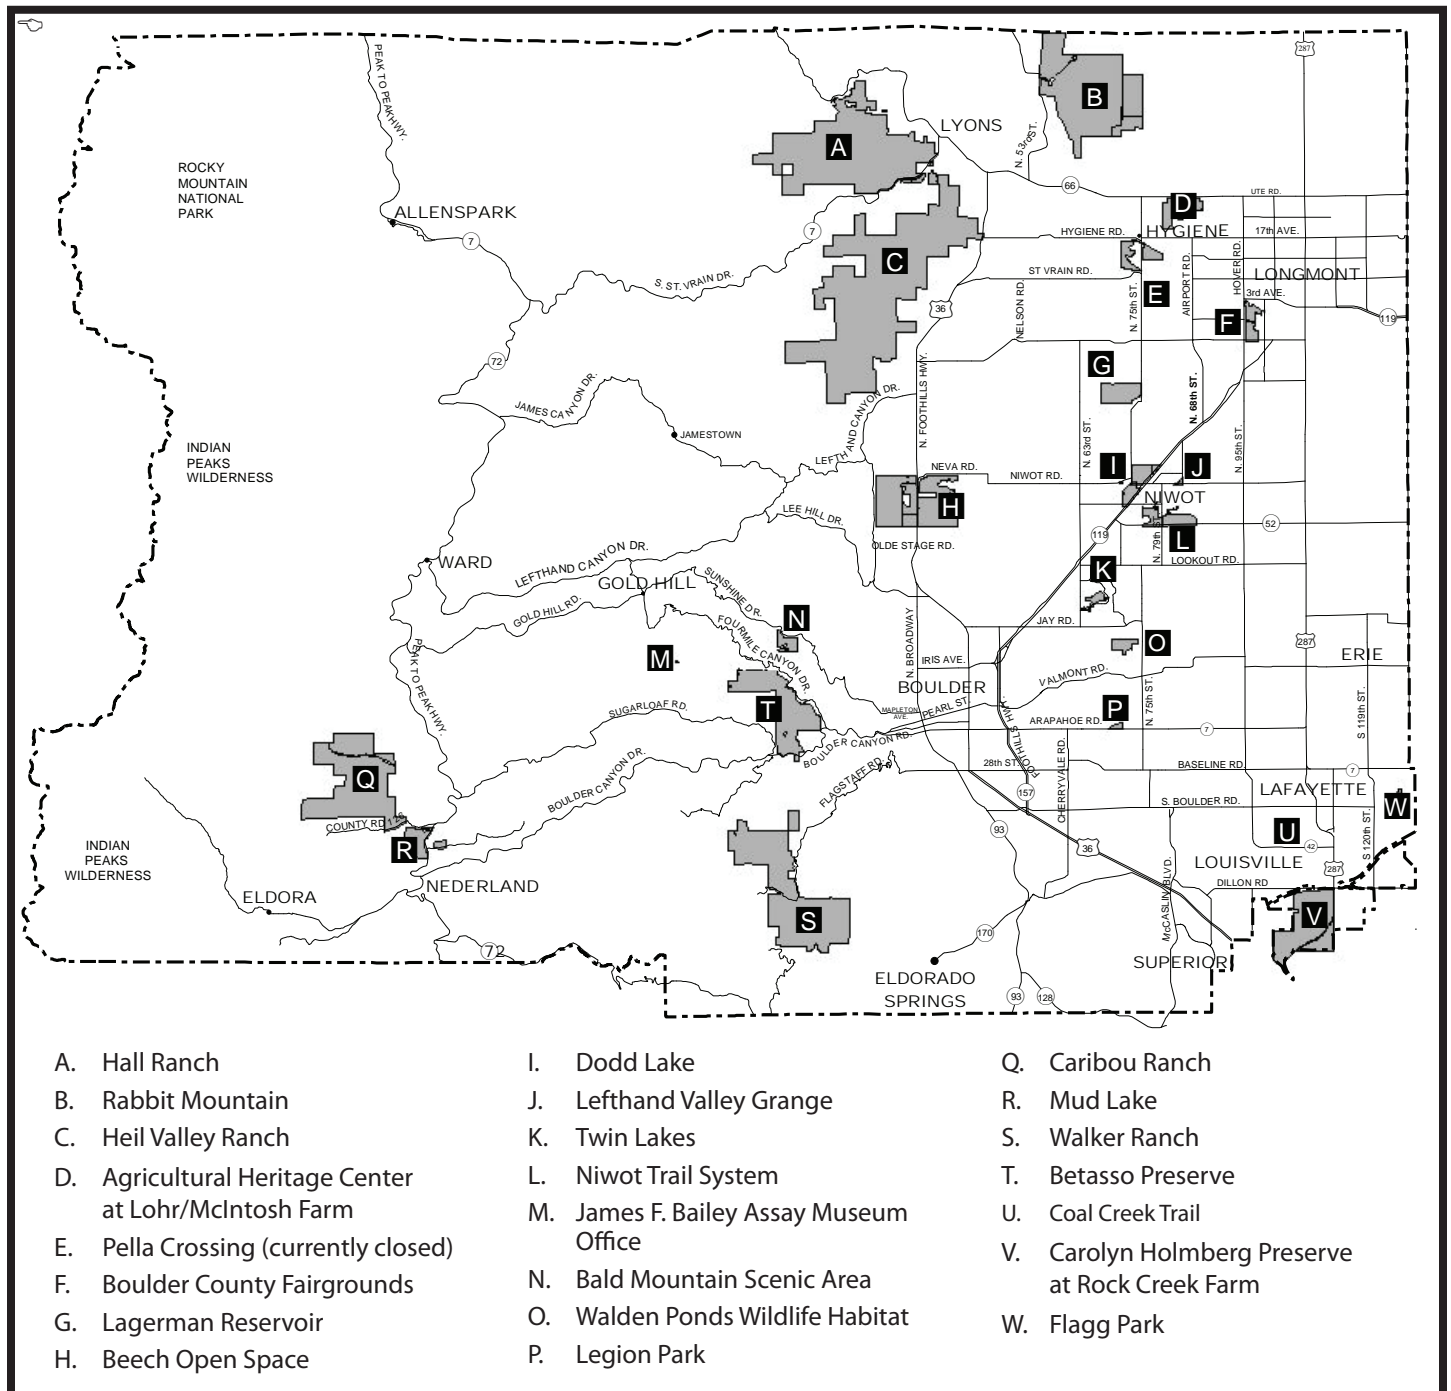 287
B
LYONS
A
N. 53rd ST.
PEAK TO PEAK HWY.
ROCKY
MOUNTAIN
NATIONAL
PARK
66
UTE RD.
D
ALLENSPARK
7
7
HYGIENE RD.
HYGIENE
17th AVE.
C
S. ST. VRAIN DR.
ST VRAIN RD.
HOVER RD.
LONGMONT
AIRPORT RD.
E
3rd AVE.
N. 75th ST.
NELSON RD.
36
F
119
72
N. FOOTHILLS HWY.
G
JAMES CANYON DR.
LEFTHAND CANYON DR.
N. 68th ST.
JAMESTOWN
N. 63rd ST.
N. 95th ST.
INDIAN
PEAKS
WILDERNESS
NEVA RD.
NIWOT RD.
I
J
H
NIWOT
LEE HILL DR.
52
119
N. 79th S
L
OLDE STAGE RD.
LOOKOUT RD.
WARD
LEFTHAND CANYON DR.
GOLD HILL
SUNSHINE DR.
K
GOLD HILL RD.
FOURMILE CANYON DR.
N
N. BROADWAY
JAY RD.
O
287
M
IRIS AVE.
ERIE
PEAK TO PEAK HWY.
BOULDER
VALMONT RD.
T
SUGARLOAF RD.
MAPLETON
AVE.
PEARL ST.
ARAPAHOE RD.
P
N. 75th ST.
7
S 119th ST.
BOULDER CANYON RD.
FOOTHILLS HWY.
Q
BOULDER CANYON DR.
FLAGSTAFF RD.
28th ST.
CHERRYVALE RD.
BASELINE RD.
7
LAFAYETTE
157
S. BOULDER RD.
W
COUNTY RD 126
93
U
S 120th ST.
R
36
42
INDIAN
PEAKS
WILDERNESS
LOUISVILLE
287
McCASLIN BLVD.
DILLON RD
NEDERLAND
ELDORA
S
V
170
72
SUPERIOR
ELDORADO
SPRINGS
93
128
A. Hall Ranch
B. Rabbit Mountain
C. Heil Valley Ranch
D. Agricultural Heritage Center
at Lohr/McIntosh Farm
E. Pella Crossing (currently closed)
F. Boulder County Fairgrounds
G. Lagerman Reservoir
H. Beech Open Space
I. Dodd Lake
J. Lefthand Valley Grange
K. Twin Lakes
L. Niwot Trail System
M. James F. Bailey Assay Museum
Office
N. Bald Mountain Scenic Area
O. Walden Ponds Wildlife Habitat
P. Legion Park
Q. Caribou Ranch
R. Mud Lake
S. Walker Ranch
T. Betasso Preserve
U. Coal Creek Trail
V. Carolyn Holmberg Preserve
at Rock Creek Farm
W. Flagg Park